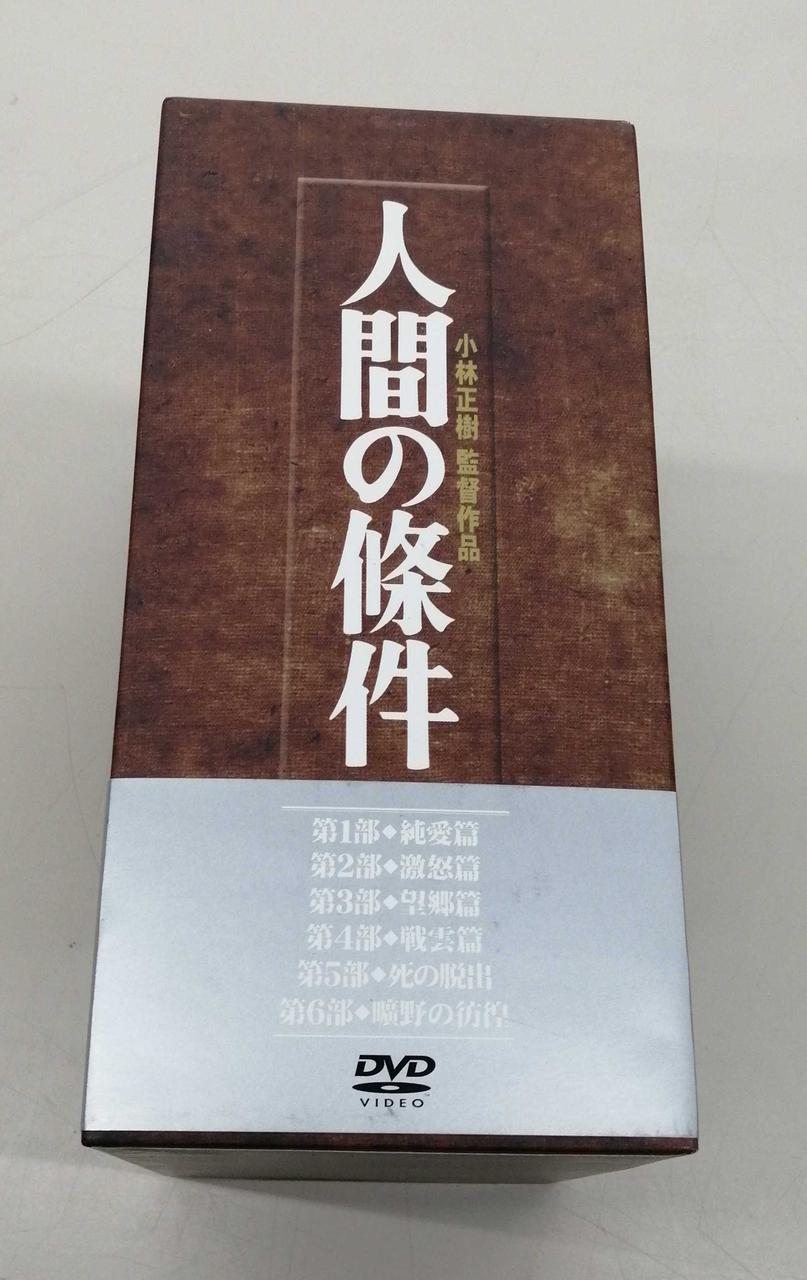 人間の條件
小林正樹 監督作品
第1部◆純愛篇
第2部◆激怒篇
第3部◆望郷篇
第4部◆戦雲篇
第5部◆死の脱出
第6部◆曠野の彷徨
DVD
VIDEO